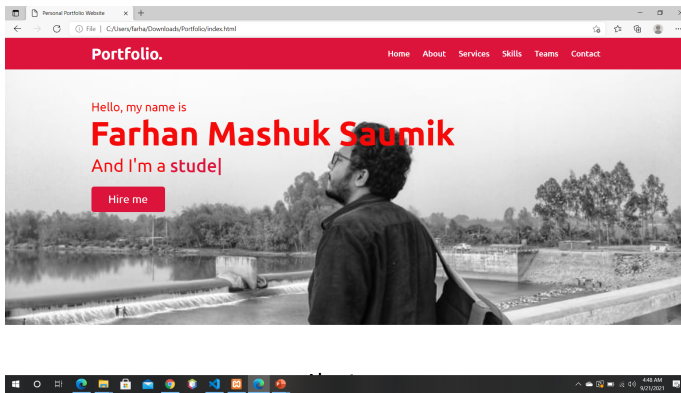 Personal Portfolio Website
File | C:/Users/farha/Downloads/Portfolio/index.html
Portfolio.
Home About Services Skills Teams Contact
Hello, my name is
Farhan Mashuk Saumik
And I'm a stude|
Hire me
4:48 AM
9/21/2021